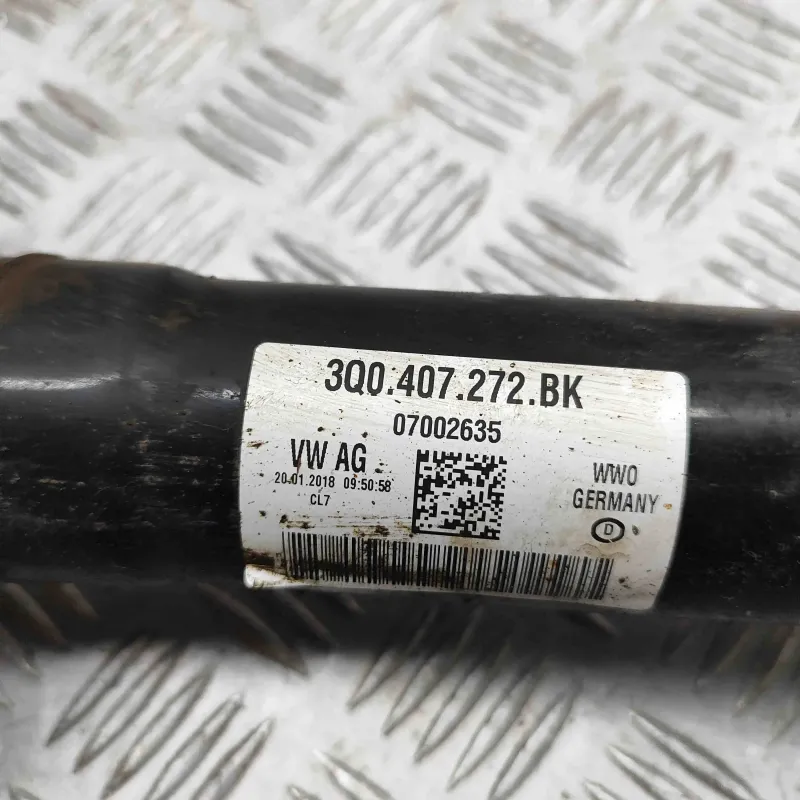 3Q0.407.272.BK
07002635
VW AG
20.01.2018 09:50:58
CL7
WWO
GERMANY
D